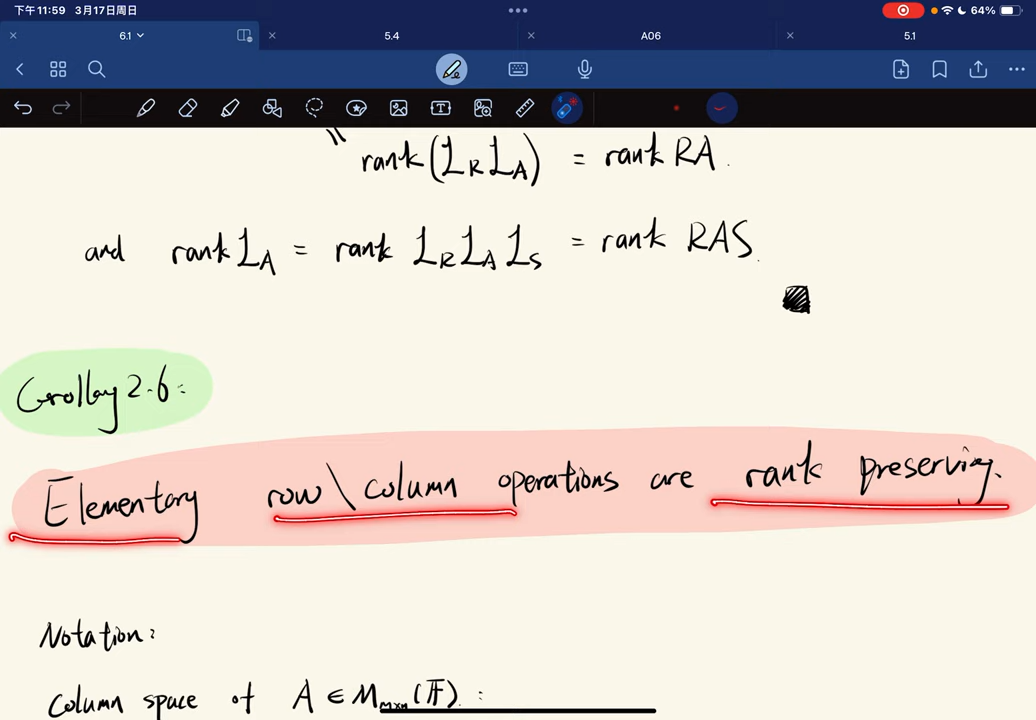 下午11:59 3月17日周日
64%
6.1
5.4
A06
5.1
rank(L_R L_A) = rank RA.
and rank L_A = rank L_R L_A L_S = rank RAS.
Corollay 2.6:
Elementary row\column operations are rank preserving.
Notation:
Column space of A ∈ M_{m×n}(F) :